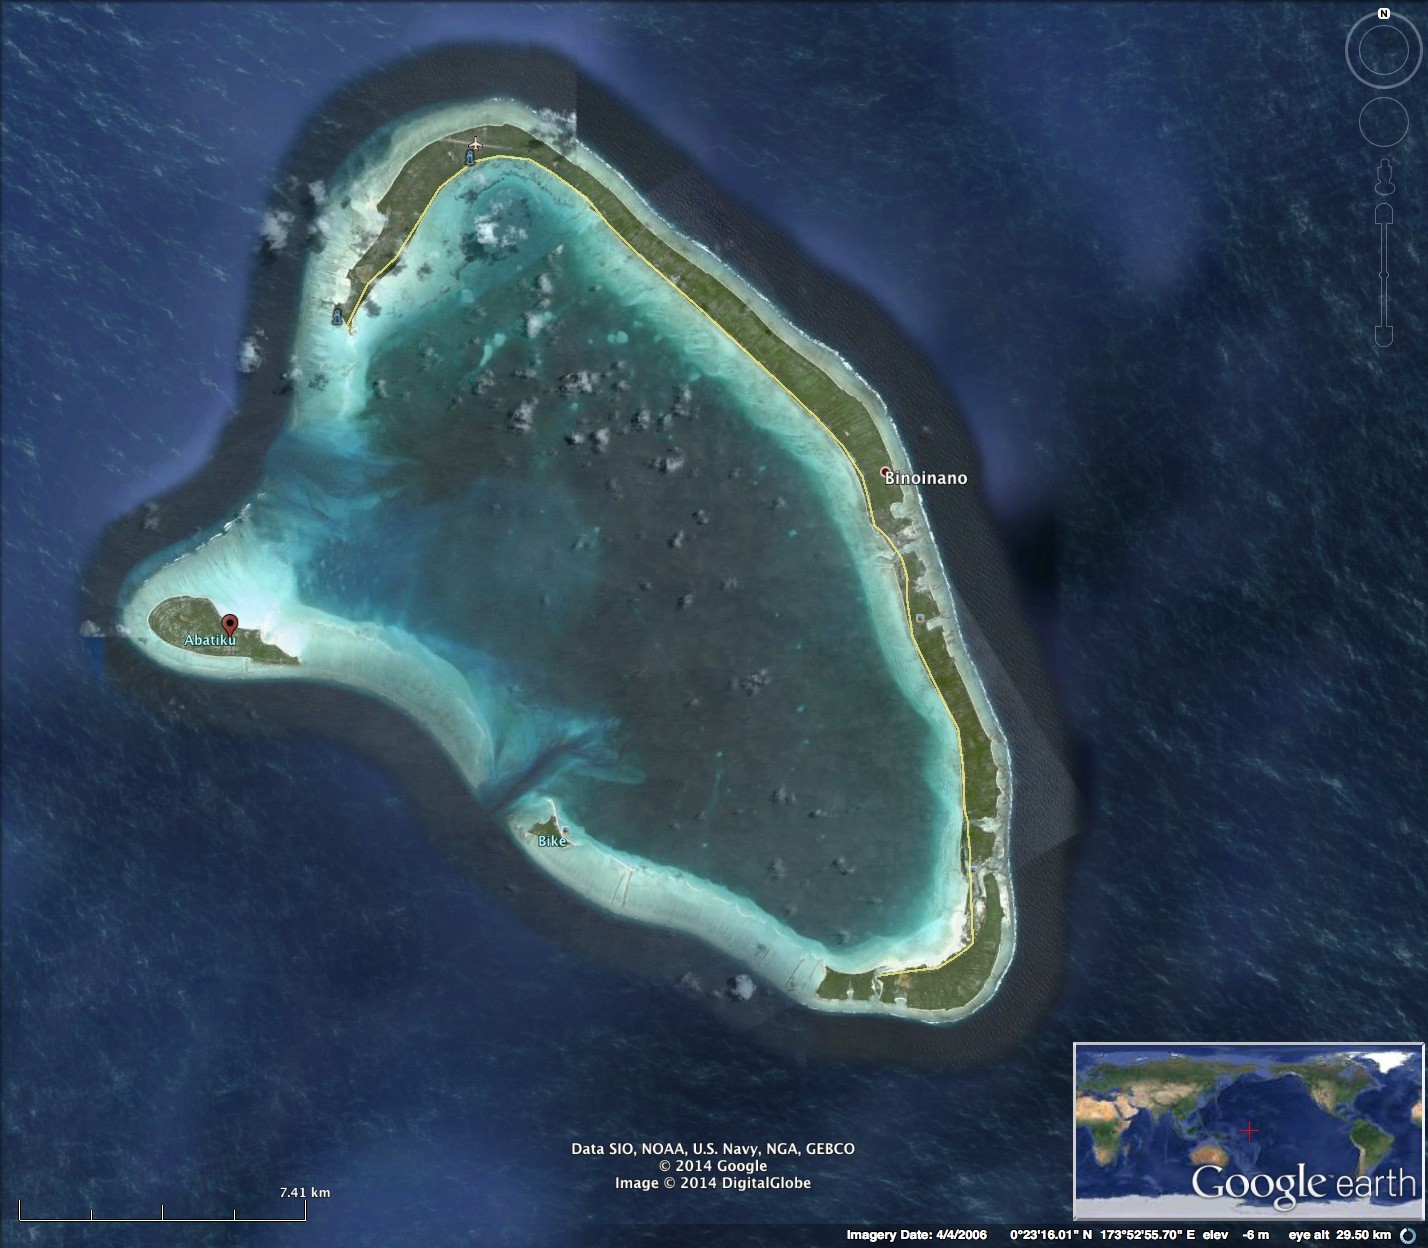 N
Binoinano
Abatiku
Bike
Data SIO, NOAA, U.S. Navy, NGA, GEBCO
© 2014 Google
Image © 2014 DigitalGlobe
Google earth
7.41 km
Imagery Date: 4/4/2006 0°23'16.01" N 173°52'55.70" E elev -6 m eye alt 29.50 km